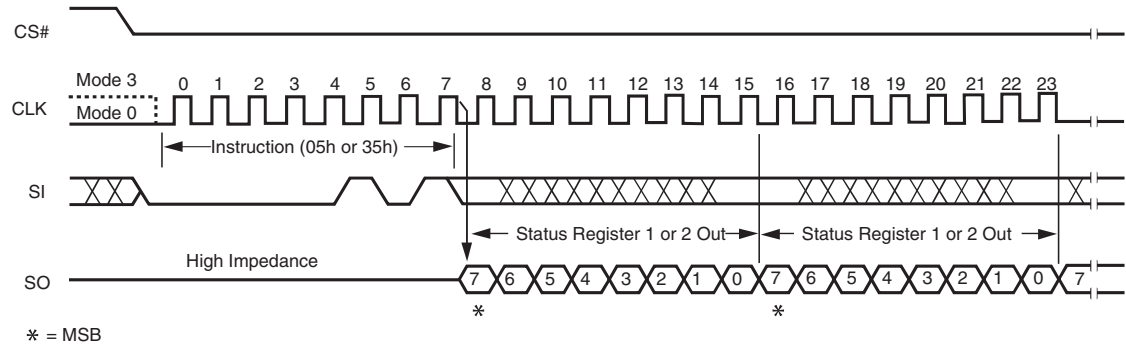 CS#
Mode 3
0 1 2 3 4 5 6 7 8 9 10 11 12 13 14 15 16 17 18 19 20 21 22 23
CLK
Mode 0
Instruction (05h or 35h)
SI
Status Register 1 or 2 Out
Status Register 1 or 2 Out
High Impedance
SO
7 6 5 4 3 2 1 0 7 6 5 4 3 2 1 0 7
* *
* = MSB